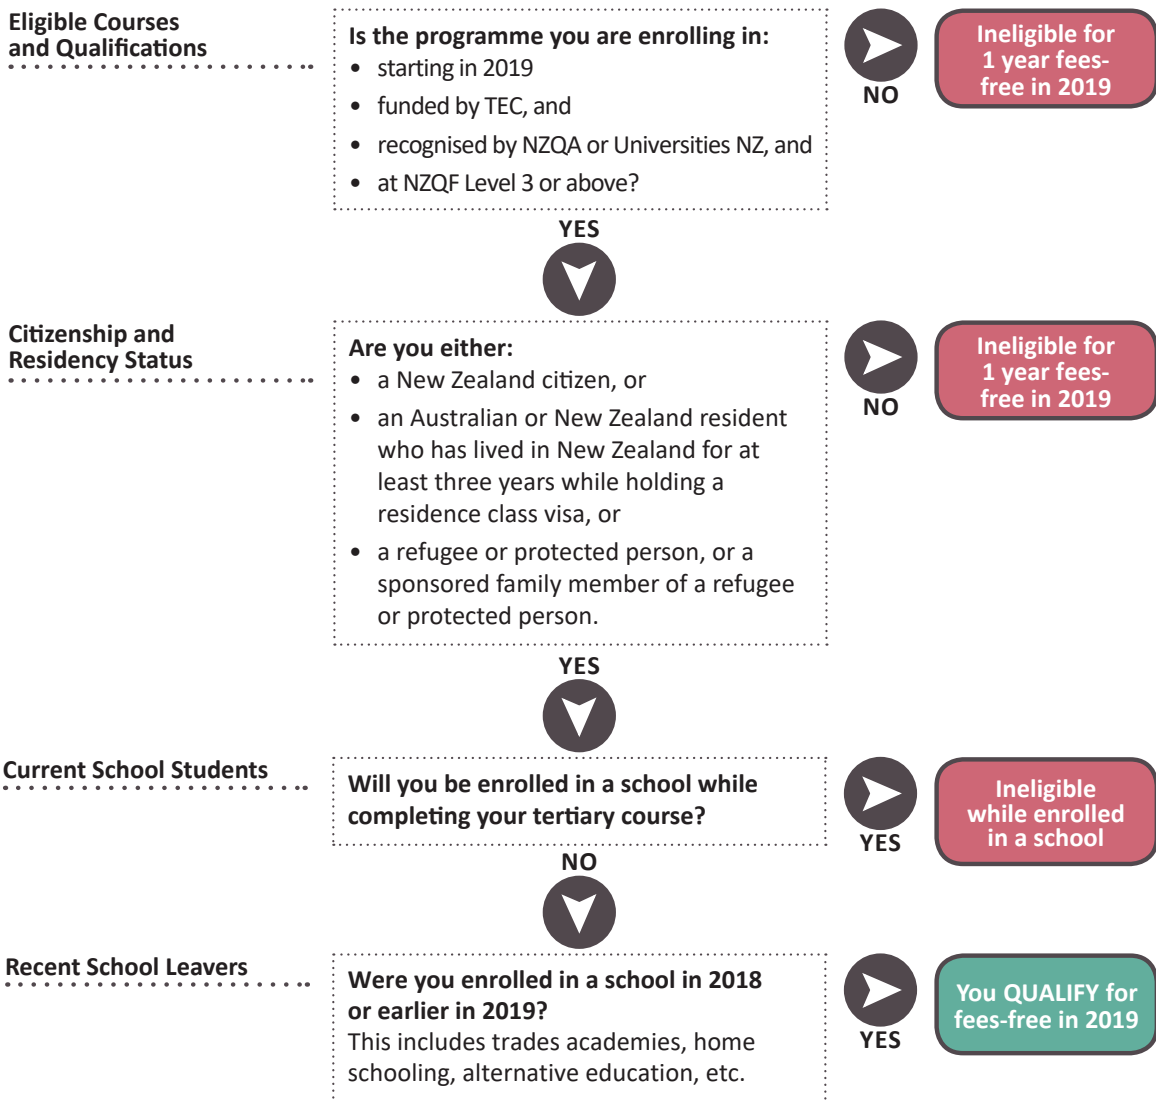 Eligible Courses
and Qualifications
Is the programme you are enrolling in:
• starting in 2019
• funded by TEC, and
• recognised by NZQA or Universities NZ, and
• at NZQF Level 3 or above?
NO
Ineligible for
1 year fees-
free in 2019
YES
Citizenship and
Residency Status
Are you either:
• a New Zealand citizen, or
• an Australian or New Zealand resident
who has lived in New Zealand for at
least three years while holding a
residence class visa, or
• a refugee or protected person, or a
sponsored family member of a refugee
or protected person.
NO
Ineligible for
1 year fees-
free in 2019
YES
Current School Students
Will you be enrolled in a school while
completing your tertiary course?
YES
Ineligible
while enrolled
in a school
NO
Recent School Leavers
Were you enrolled in a school in 2018
or earlier in 2019?
This includes trades academies, home
schooling, alternative education, etc.
YES
You QUALIFY for
fees-free in 2019